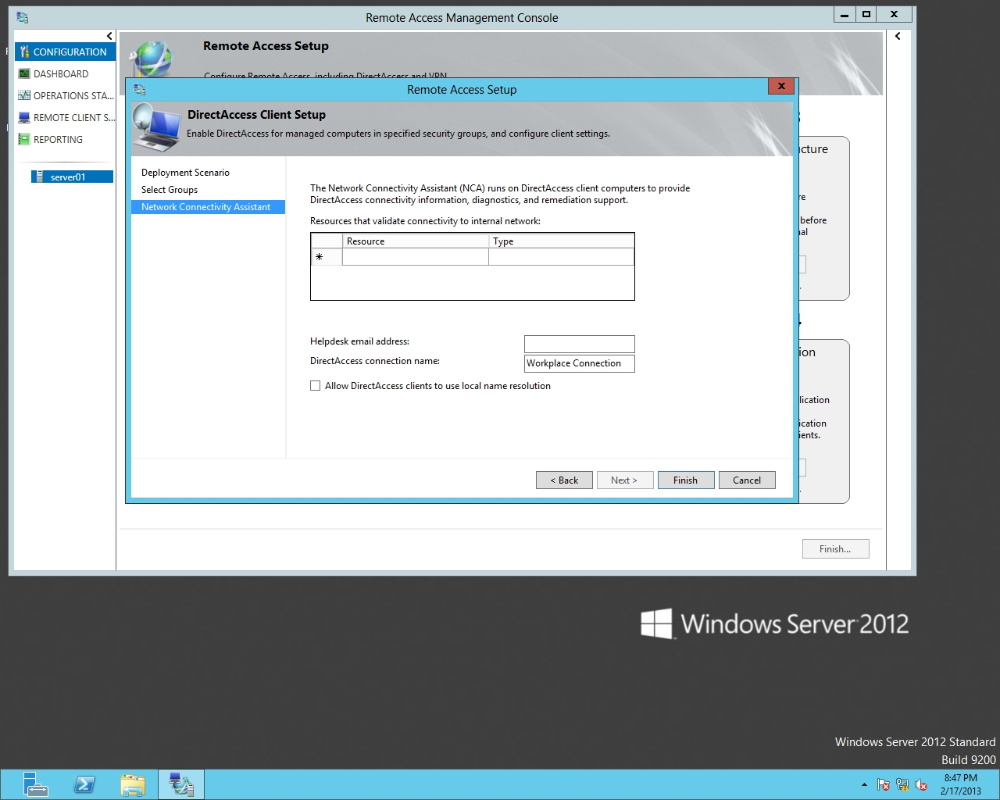 Remote Access Management Console
CONFIGURATION
DASHBOARD
OPERATIONS STA...
REMOTE CLIENT S...
REPORTING
server01
Remote Access Setup
Configure Remote Access, including DirectAccess and VPN
Remote Access Setup
DirectAccess Client Setup
Enable DirectAccess for managed computers in specified security groups, and configure client settings.
Deployment Scenario
Select Groups
Network Connectivity Assistant
The Network Connectivity Assistant (NCA) runs on DirectAccess client computers to provide
DirectAccess connectivity information, diagnostics, and remediation support.
Resources that validate connectivity to internal network:
Resource Type
Helpdesk email address:
DirectAccess connection name: Workplace Connection
Allow DirectAccess clients to use local name resolution
< Back Next > Finish Cancel
cture
re
before
al
ion
lication
ication
ients.
Finish...
Windows Server 2012
Windows Server 2012 Standard
Build 9200
8:47 PM
2/17/2013